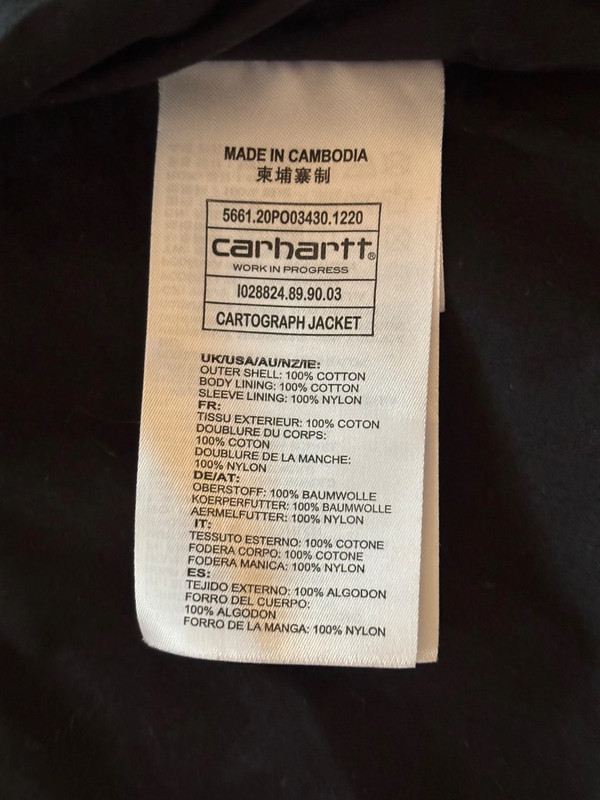 MADE IN CAMBODIA
柬埔寨制
5661.20PO03430.1220
carhartt®
WORK IN PROGRESS
I028824.89.90.03
CARTOGRAPH JACKET
UK/USA/AU/NZ/IE:
OUTER SHELL: 100% COTTON
BODY LINING: 100% COTTON
SLEEVE LINING: 100% NYLON
FR:
TISSU EXTERIEUR: 100% COTON
DOUBLURE DU CORPS:
100% COTON
DOUBLURE DE LA MANCHE:
100% NYLON
DE/AT:
OBERSTOFF: 100% BAUMWOLLE
KOERPERFUTTER: 100% BAUMWOLLE
AERMELFUTTER: 100% NYLON
IT:
TESSUTO ESTERNO: 100% COTONE
FODERA CORPO: 100% COTONE
FODERA MANICA: 100% NYLON
ES:
TEJIDO EXTERNO: 100% ALGODON
FORRO DEL CUERPO:
100% ALGODON
FORRO DE LA MANGA: 100% NYLON